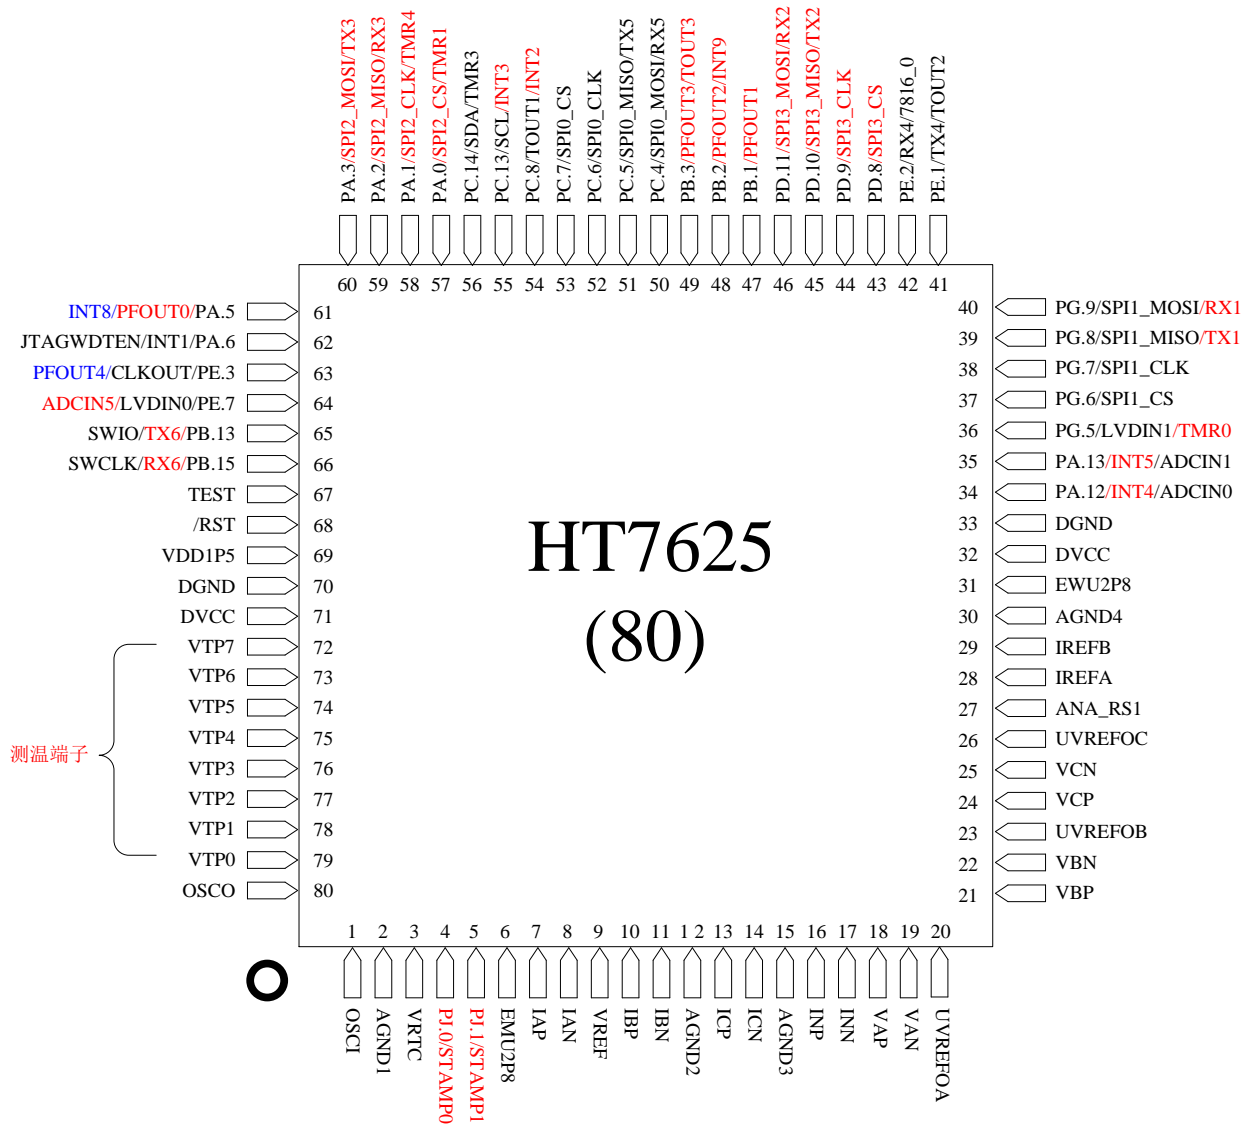 PA.3/SPI2_MOSI/TX3
PA.2/SPI2_MISO/RX3
PA.1/SPI2_CLK/TMR4
PA.0/SPI2_CS/TMR1
PC.14/SDA/TMR3
PC.13/SCL/INT3
PC.8/TOUT1/INT2
PC.7/SPI0_CS
PC.6/SPI0_CLK
PC.5/SPI0_MISO/TX5
PC.4/SPI0_MOSI/RX5
PB.3/PFOUT3/TOUT3
PB.2/PFOUT2/INT9
PB.1/PFOUT1
PD.11/SPI3_MOSI/RX2
PD.10/SPI3_MISO/TX2
PD.9/SPI3_CLK
PD.8/SPI3_CS
PE.2/RX4/7816_0
PE.1/TX4/TOUT2
60 59 58 57 56 55 54 53 52 51 50 49 48 47 46 45 44 43 42 41
INT8/PFOUT0/PA.5 61
JTAGWDTEN/INT1/PA.6 62
PFOUT4/CLKOUT/PE.3 63
ADCIN5/LVDIN0/PE.7 64
SWIO/TX6/PB.13 65
SWCLK/RX6/PB.15 66
TEST 67
/RST 68
VDD1P5 69
DGND 70
DVCC 71
VTP7 72
VTP6 73
VTP5 74
VTP4 75
VTP3 76
VTP2 77
VTP1 78
VTP0 79
OSCO 80
测温端子
HT7625
(80)
40 PG.9/SPI1_MOSI/RX1
39 PG.8/SPI1_MISO/TX1
38 PG.7/SPI1_CLK
37 PG.6/SPI1_CS
36 PG.5/LVDIN1/TMR0
35 PA.13/INT5/ADCIN1
34 PA.12/INT4/ADCIN0
33 DGND
32 DVCC
31 EWU2P8
30 AGND4
29 IREFB
28 IREFA
27 ANA_RS1
26 UVREFOC
25 VCN
24 VCP
23 UVREFOB
22 VBN
21 VBP
1 2 3 4 5 6 7 8 9 10 11 12 13 14 15 16 17 18 19 20
OSCI
AGND1
VRTC
PJ.0/STAMP0
PJ.1/STAMP1
EMU2P8
IAP
IAN
VREF
IBP
IBN
AGND2
ICP
ICN
AGND3
INP
INN
VAP
VAN
UVREFOA